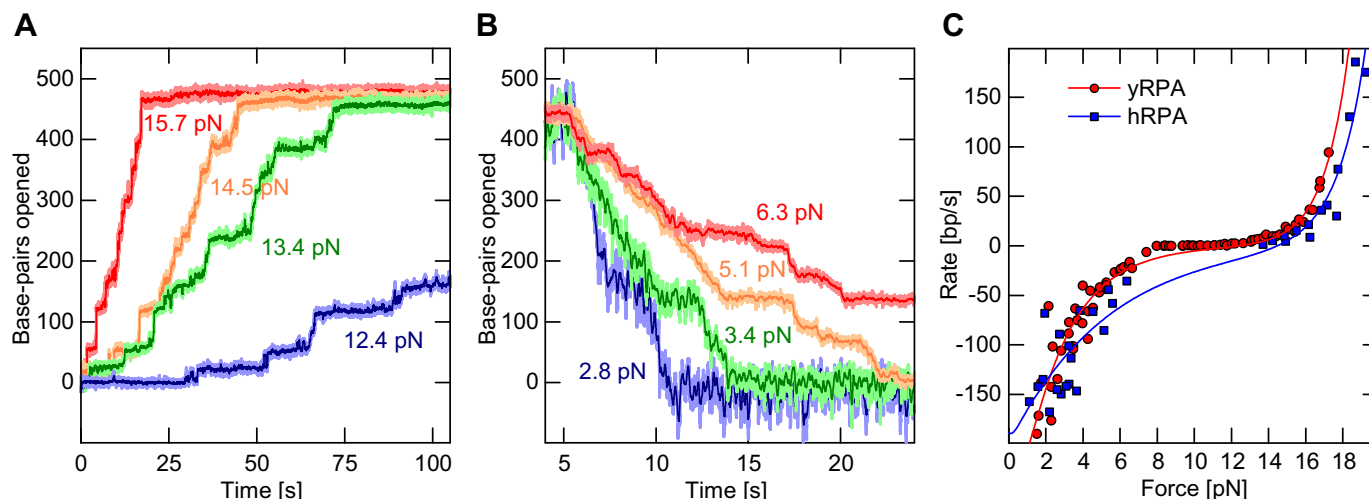 A
Base-pairs opened
500
400
300
200
100
0
15.7 pN
14.5 pN
13.4 pN
12.4 pN
0
25
50
75
100
Time [s]
B
Base-pairs opened
500
400
300
200
100
0
6.3 pN
5.1 pN
3.4 pN
2.8 pN
5
10
15
20
Time [s]
C
Rate [bp/s]
150
100
50
0
-50
-100
-150
yRPA
hRPA
0
2
4
6
8
10
12
14
16
18
Force [pN]